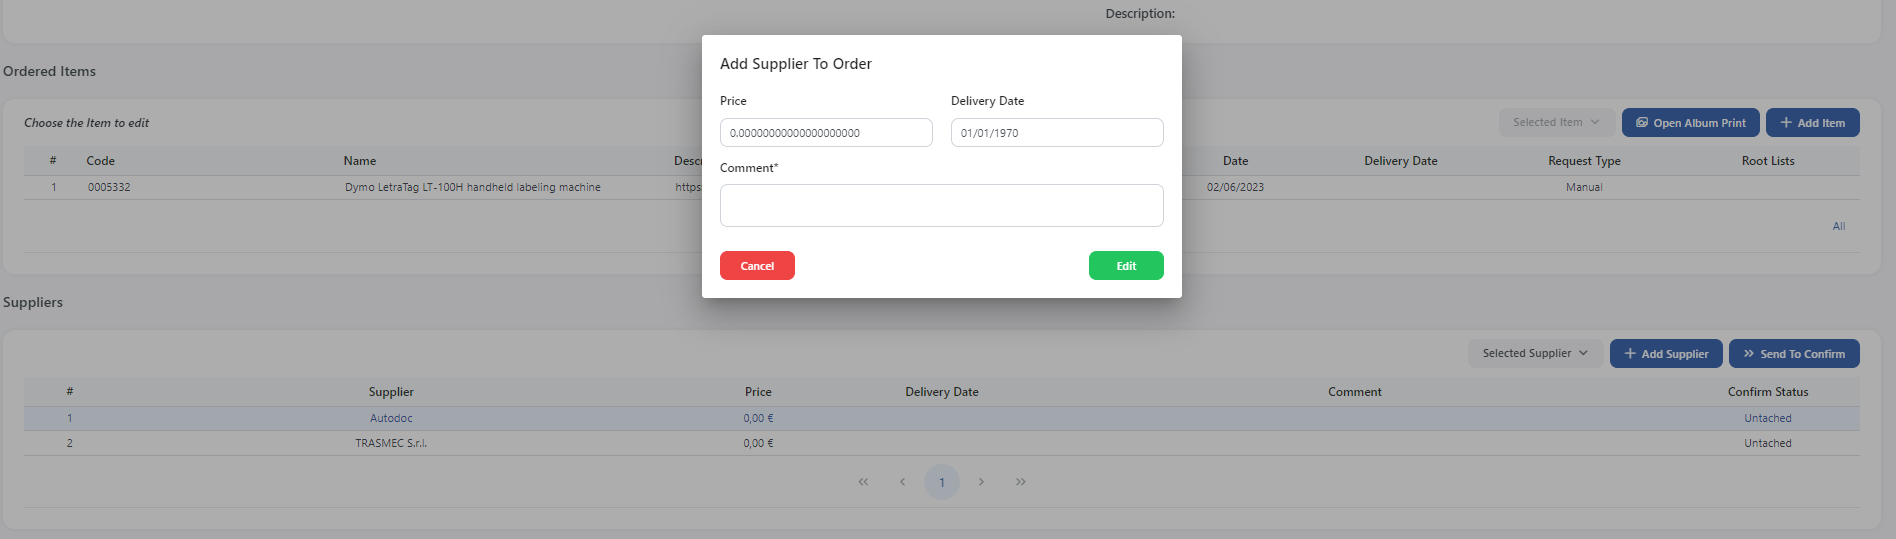 Description:
Add Supplier To Order
Ordered Items
Price Delivery Date
Choose the Item to edit Selected Item Open Album Print Add Item
0.00000000000000000000 01/01/1970
# Code Name Descr Date Delivery Date Request Type Root Lists
Comment*
1 0005332 Dymo LetraTag LT-100H handheld labeling machine https: 02/06/2023 Manual
All
Cancel Edit
Suppliers
Selected Supplier Add Supplier Send To Confirm
# Supplier Price Delivery Date Comment Confirm Status
1 Autodoc 0,00 € Untached
2 TRASMEC S.r.l. 0,00 € Untached
1